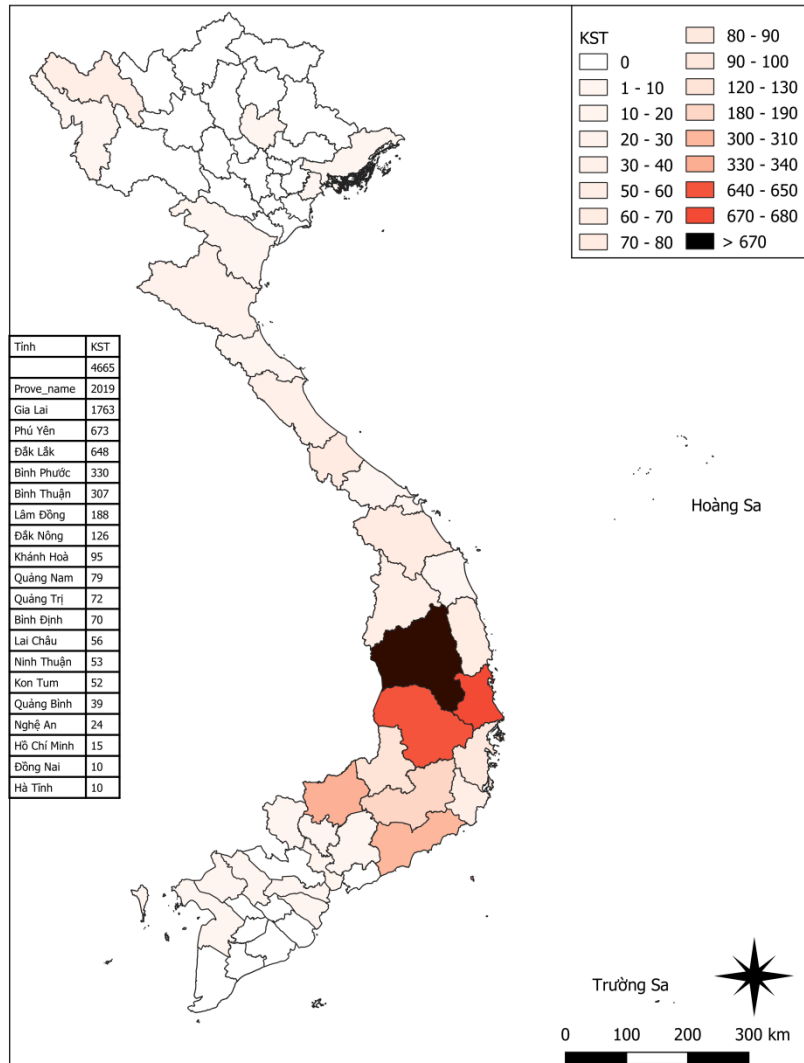 KST
0
1 - 10
10 - 20
20 - 30
30 - 40
50 - 60
60 - 70
70 - 80
80 - 90
90 - 100
120 - 130
180 - 190
300 - 310
330 - 340
640 - 650
670 - 680
> 670
Tỉnh KST
4665
Prove_name 2019
Gia Lai 1763
Phú Yên 673
Đắk Lắk 648
Bình Phước 330
Bình Thuận 307
Lâm Đồng 188
Đắk Nông 126
Khánh Hoà 95
Quảng Nam 79
Quảng Trị 72
Bình Định 70
Lai Châu 56
Ninh Thuận 53
Kon Tum 52
Quảng Bình 39
Nghệ An 24
Hồ Chí Minh 15
Đồng Nai 10
Hà Tĩnh 10
Hoàng Sa
Trường Sa
0 100 200 300 km